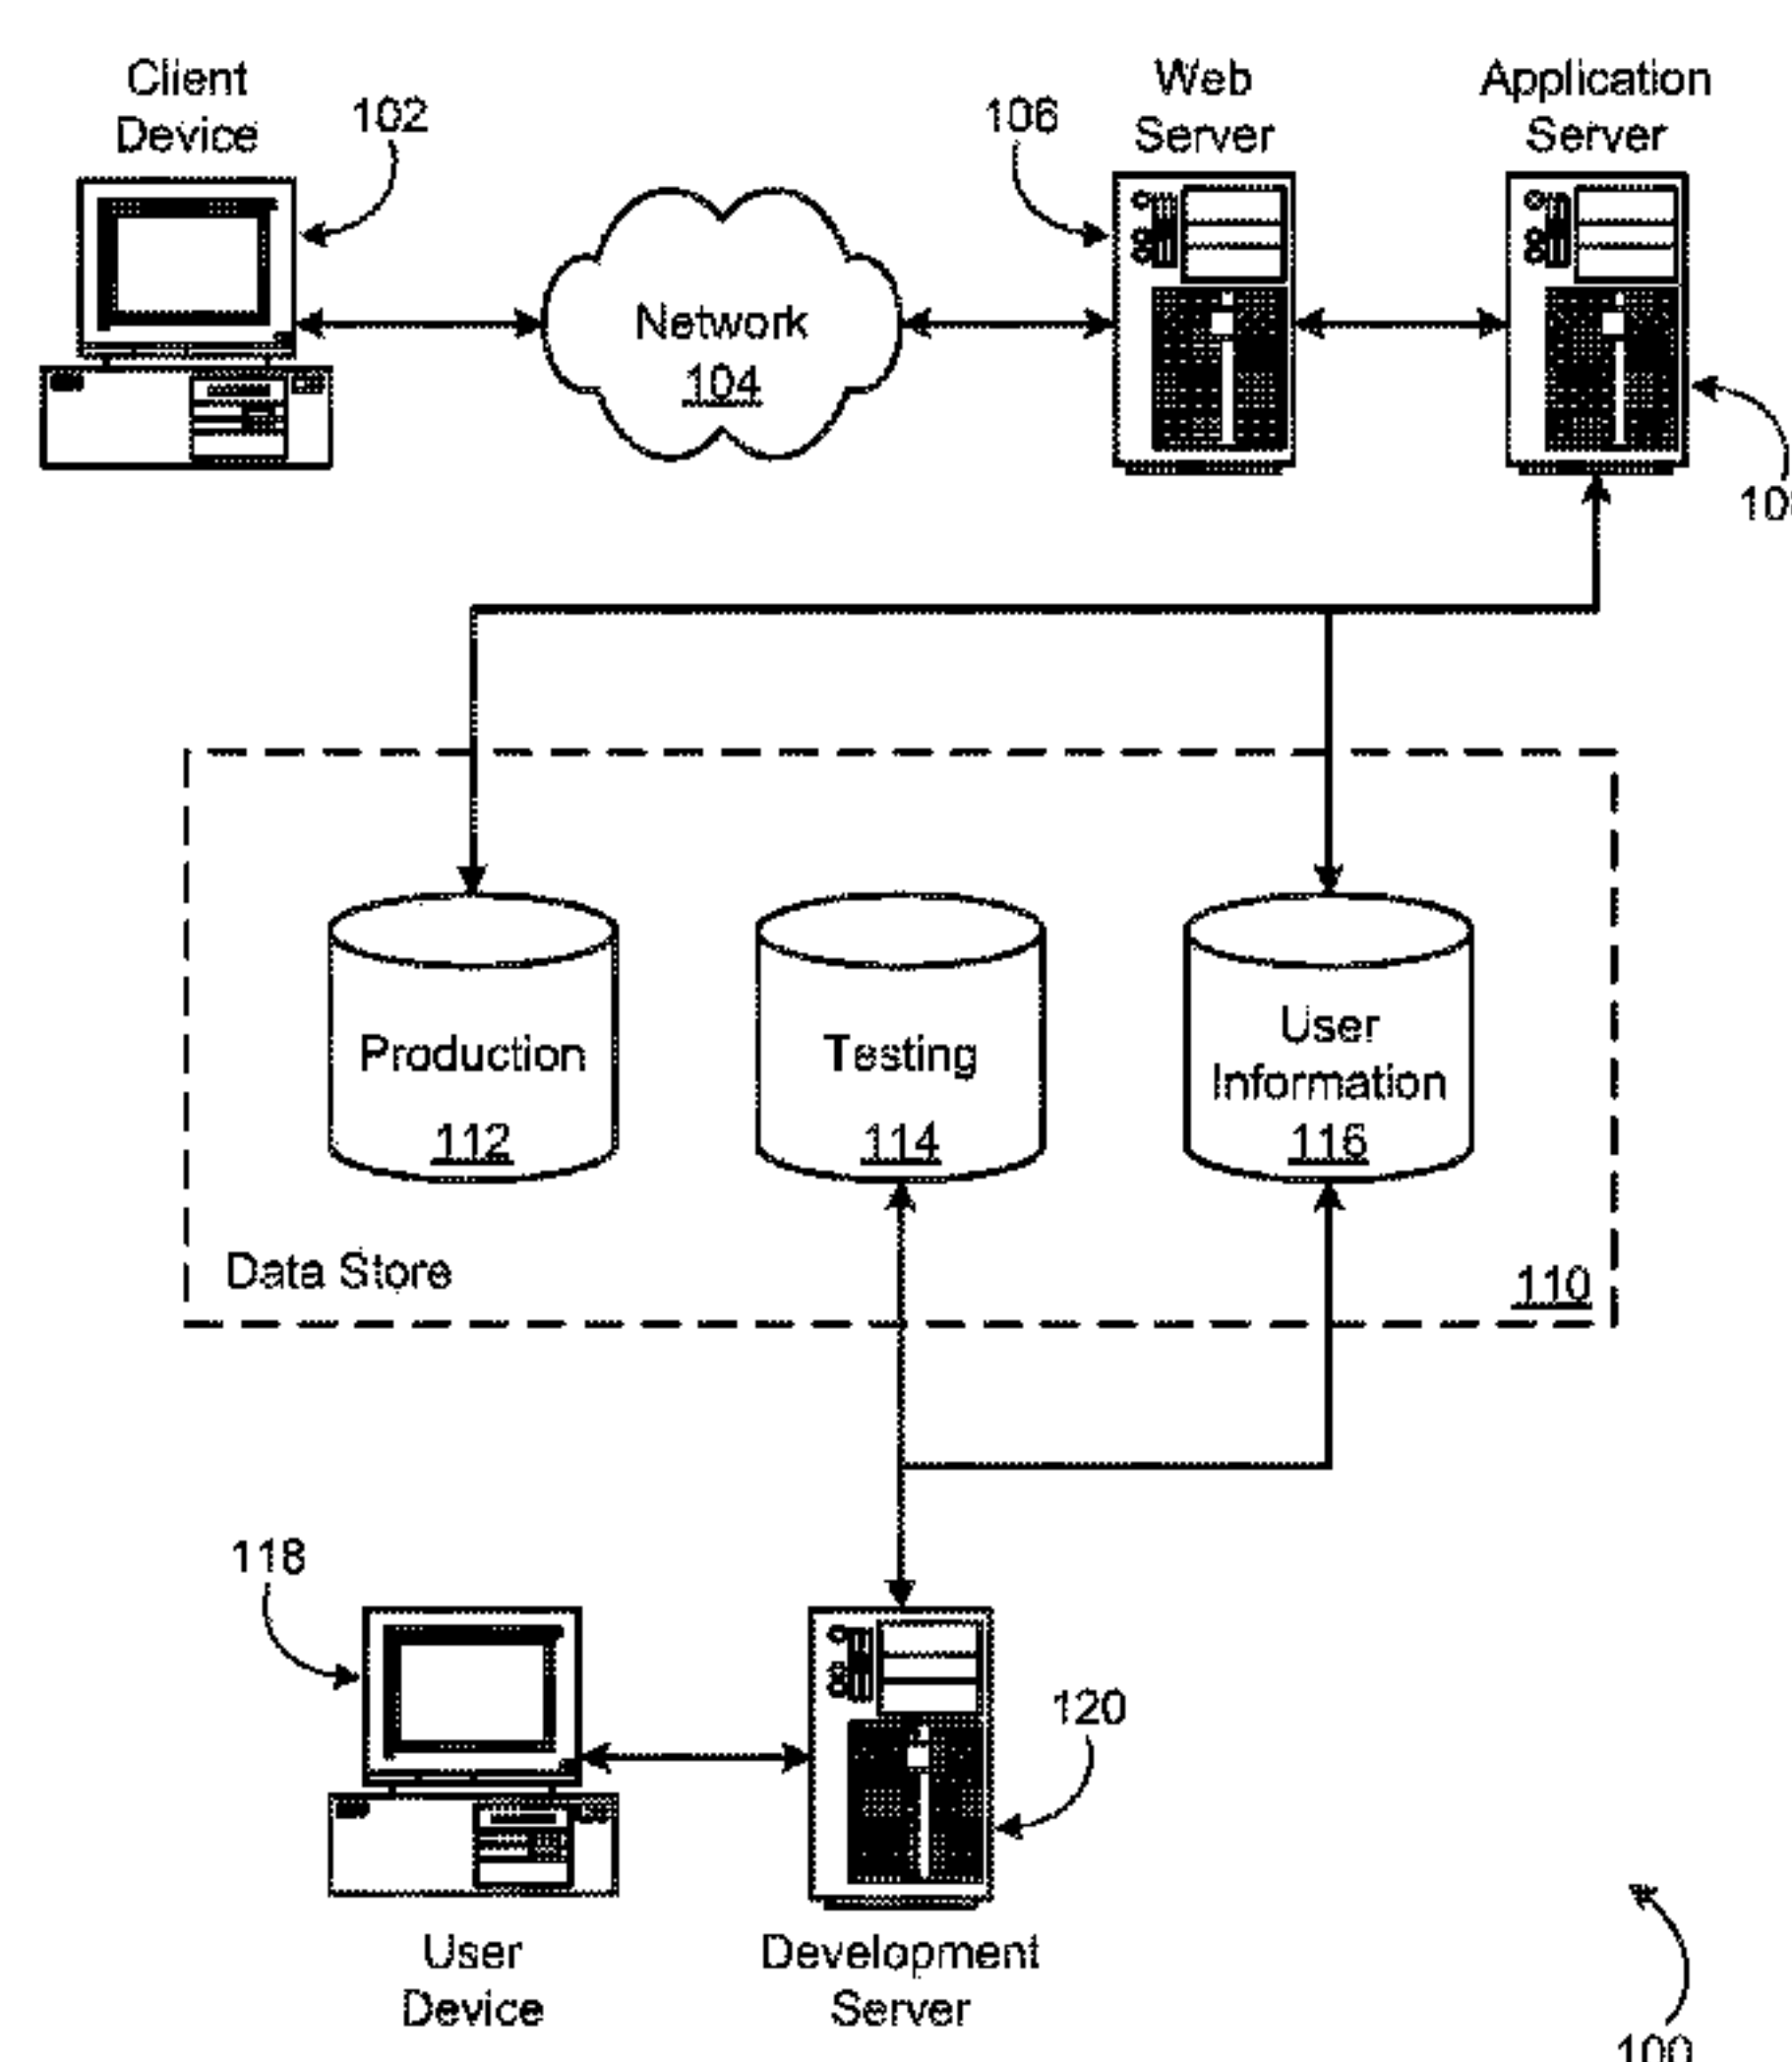 Client
Device
102
Network
104
106
Web
Server
Application
Server
Production
112
Testing
114
User
Information
116
Data Store
110
118
120
User
Device
Development
Server
100